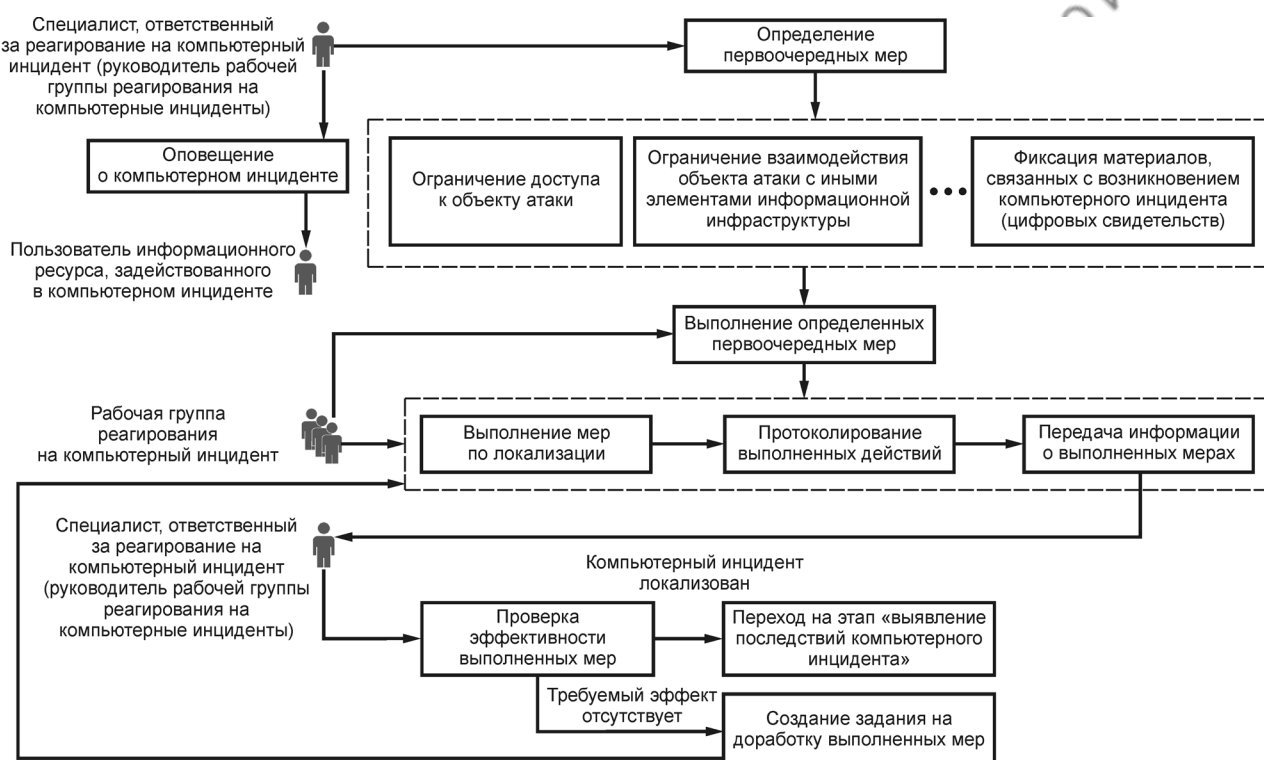 Специалист, ответственный
за реагирование на компьютерный
инцидент (руководитель рабочей
группы реагирования на
компьютерные инциденты)
Определение
первоочередных мер
Оповещение
о компьютерном инциденте
Ограничение доступа
к объекту атаки
Ограничение взаимодействия
объекта атаки с иными
элементами информационной
инфраструктуры
Фиксация материалов,
связанных с возникновением
компьютерного инцидента
(цифровых свидетельств)
Пользователь информационного
ресурса, задействованного
в компьютерном инциденте
Выполнение определенных
первоочередных мер
Рабочая группа
реагирования
на компьютерный инцидент
Выполнение мер
по локализации
Протоколирование
выполненных действий
Передача информации
о выполненных мерах
Специалист, ответственный
за реагирование на
компьютерный инцидент
(руководитель рабочей группы
реагирования на
компьютерные инциденты)
Компьютерный инцидент
локализован
Проверка
эффективности
выполненных мер
Переход на этап «выявление
последствий компьютерного
инцидента»
Требуемый эффект
отсутствует
Создание задания на
доработку выполненных мер